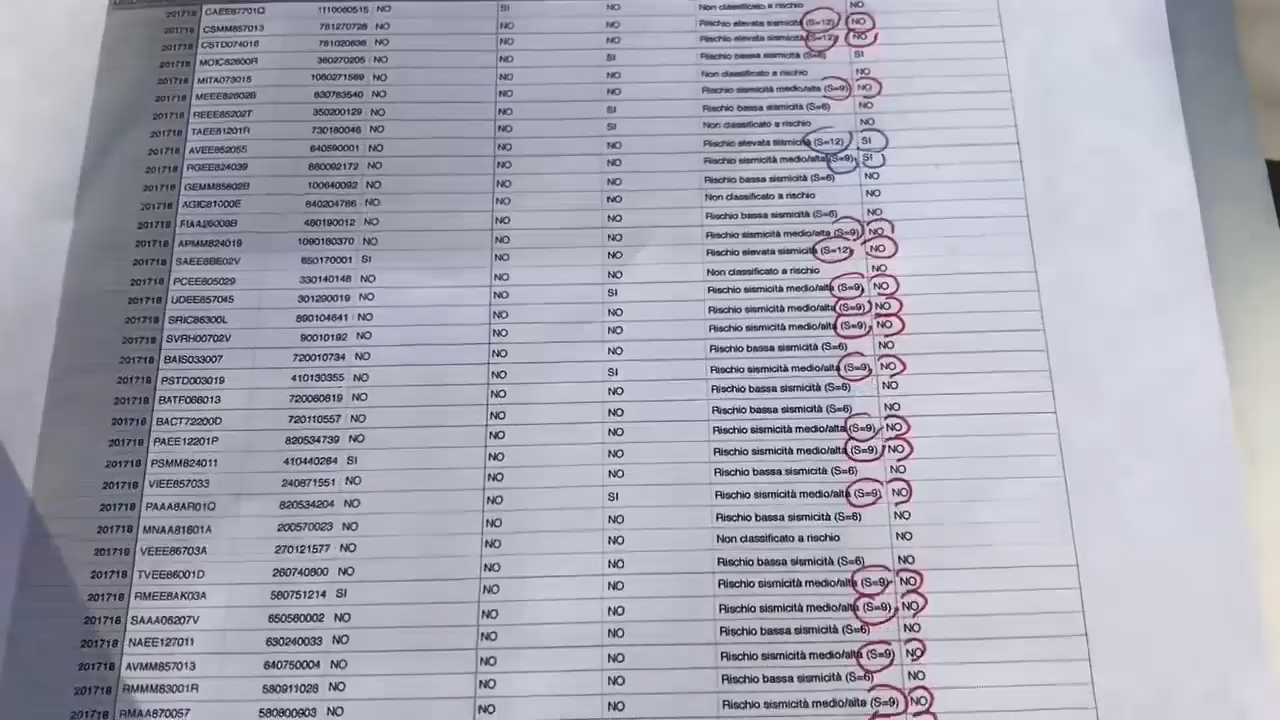 201718 CAEE87701Q 1110060515 NO SI NO Non classificato a rischio NO
201718 CSMM857013 781270726 NO NO NO Rischio elevata sismicità (S=12) NO
201718 CSTD074016 781020636 NO NO NO Rischio elevata sismicità (S=12) NO
201718 MOIC82600R 360270205 NO NO SI Rischio bassa sismicità (S=6) SI
201718 MITA073015 1060271569 NO NO NO Non classificato a rischio NO
201718 MEEE82602B 830783540 NO NO NO Rischio sismicità medio/alta (S=9) NO
201718 REEE85202T 350200129 NO NO SI Rischio bassa sismicità (S=6) NO
201718 TAEE81201R 730180046 NO NO SI Non classificato a rischio NO
201718 AVEE852055 640590001 NO NO NO Rischio elevata sismicità (S=12) SI
201718 RGEE824039 880092172 NO NO NO Rischio sismicità medio/alta (S=9) SI
201718 GEMM85802B 100640092 NO NO NO Rischio bassa sismicità (S=6) NO
201718 AGIC81000E 840204786 NO NO NO Non classificato a rischio NO
201718 FIAA26000B 480190012 NO NO NO Rischio bassa sismicità (S=6) NO
201718 APMM824019 1090180370 NO NO NO Rischio sismicità medio/alta (S=9) NO
201718 SAEE8BE02V 650170001 SI NO NO Rischio elevata sismicità (S=12) NO
201718 PCEE805029 330140146 NO NO NO Non classificato a rischio NO
201718 UDEE857045 301290019 NO NO SI Rischio sismicità medio/alta (S=9) NO
201718 SRIC86300L 890104641 NO NO NO Rischio sismicità medio/alta (S=9) NO
201718 SVRH00702V 90010192 NO NO NO Rischio sismicità medio/alta (S=9) NO
201718 BAIS033007 720010734 NO NO NO Rischio bassa sismicità (S=6) NO
201718 PSTD003019 410130355 NO NO SI Rischio sismicità medio/alta (S=9) NO
201718 BATF068013 720060819 NO NO NO Rischio bassa sismicità (S=6) NO
201718 BACT72200D 720110557 NO NO NO Rischio bassa sismicità (S=6) NO
201718 PAEE12201P 820534739 NO NO NO Rischio sismicità medio/alta (S=9) NO
201718 PSMM824011 410440264 SI NO NO Rischio sismicità medio/alta (S=9) NO
201718 VIEE857033 240871551 NO NO NO Rischio bassa sismicità (S=6) NO
201718 PAAA8AR01Q 820534204 NO NO SI Rischio sismicità medio/alta (S=9) NO
201718 MNAA81601A 200570023 NO NO NO Rischio bassa sismicità (S=6) NO
201718 VEEE86703A 270121577 NO NO NO Non classificato a rischio NO
201718 TVEE86001D 260740800 NO NO NO Rischio bassa sismicità (S=6) NO
201718 RMEE8AK03A 580751214 SI NO NO Rischio sismicità medio/alta (S=9) NO
201718 SAAA06207V 650580002 NO NO NO Rischio sismicità medio/alta (S=9) NO
201718 NAEE127011 630240033 NO NO NO Rischio bassa sismicità (S=6) NO
201718 AVMM857013 640750004 NO NO NO Rischio sismicità medio/alta (S=9) NO
201718 RMMM83001R 580911028 NO NO NO Rischio bassa sismicità (S=6) NO
201718 RMAA870057 580800903 NO NO NO Rischio sismicità medio/alta (S=9) NO